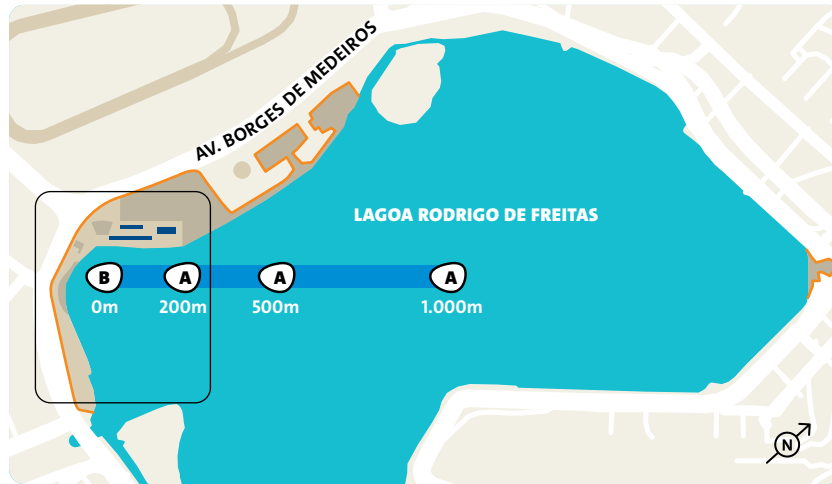 AV. BORGES DE MEDEIROS
LAGOA RODRIGO DE FREITAS
B A A A
0m 200m 500m 1.000m
N